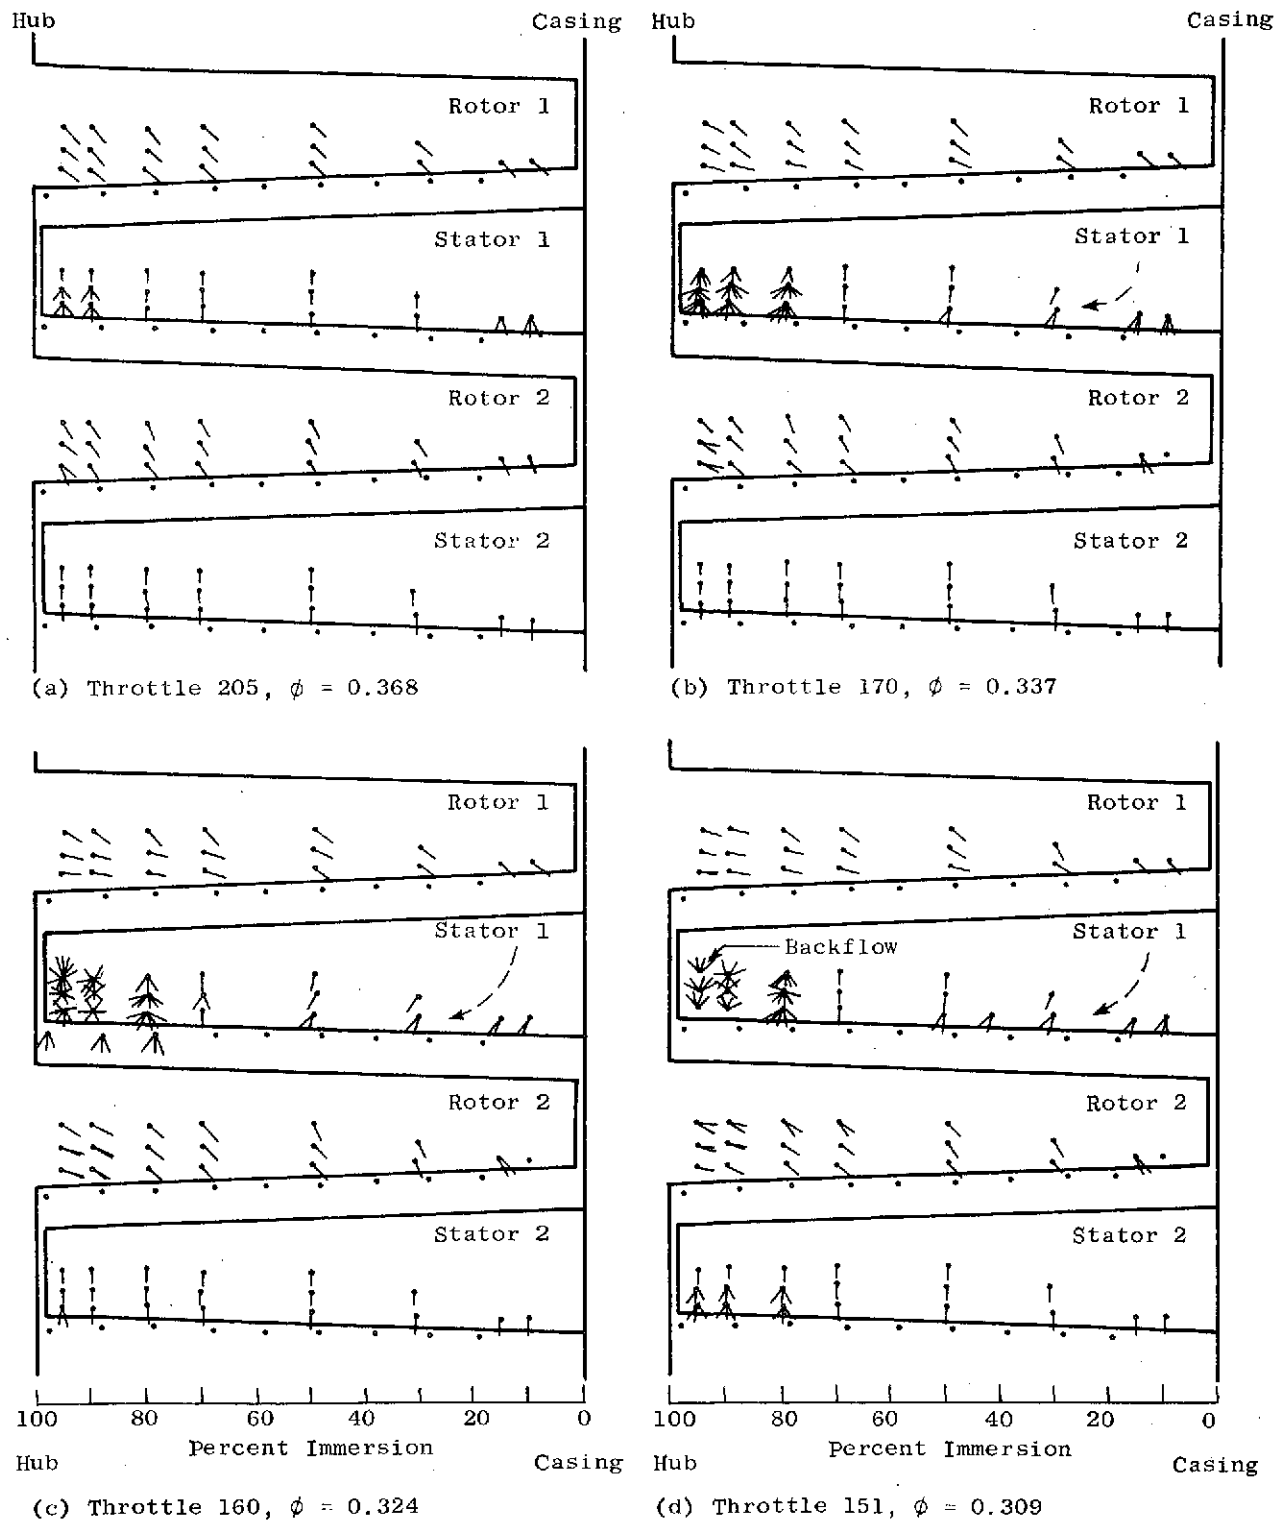 Hub Casing Hub Casing
Rotor 1 Rotor 1
Stator 1 Stator 1
Rotor 2 Rotor 2
Stator 2 Stator 2
(a) Throttle 205, ϕ = 0.368 (b) Throttle 170, ϕ = 0.337
Rotor 1 Rotor 1
Stator 1 Stator 1
Backflow
Rotor 2 Rotor 2
Stator 2 Stator 2
100 80 60 40 20 0 100 80 60 40 20 0
Percent Immersion Percent Immersion
Hub Casing Hub Casing
(c) Throttle 160, ϕ = 0.324 (d) Throttle 151, ϕ = 0.309